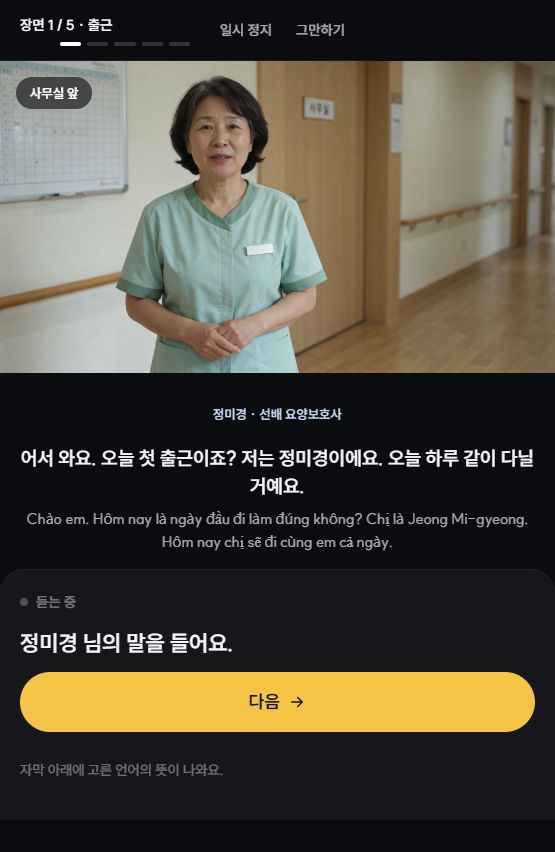 장면 1 / 5 · 출근
일시 정지
그만하기
사무실 앞
사무실
정미경 · 선배 요양보호사
어서 와요. 오늘 첫 출근이죠? 저는 정미경이에요. 오늘 하루 같이 다닐
거예요.
Chào em. Hôm nay là ngày đầu đi làm đúng không? Chị là Jeong Mi-gyeong.
Hôm nay chị sẽ đi cùng em cả ngày.
듣는 중
정미경 님의 말을 들어요.
다음 →
자막 아래에 고른 언어의 뜻이 나와요.